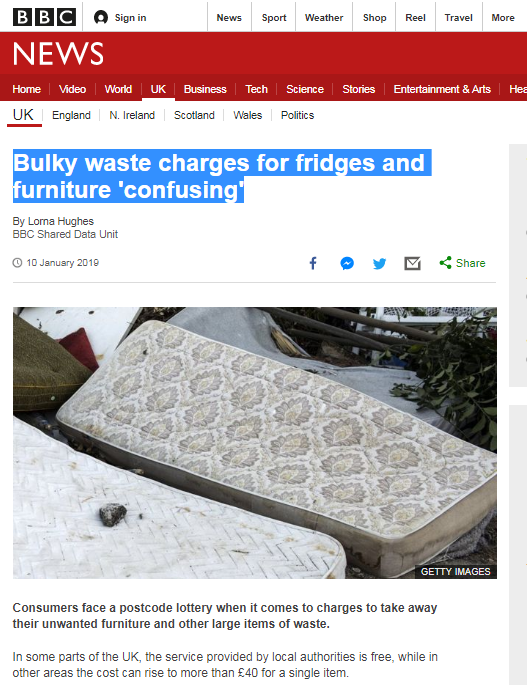 BBC Sign in News Sport Weather Shop Reel Travel More
NEWS
Home Video World UK Business Tech Science Stories Entertainment & Arts
UK England N. Ireland Scotland Wales Politics
Bulky waste charges for fridges and
furniture 'confusing'
By Lorna Hughes
BBC Shared Data Unit
10 January 2019 Share
GETTY IMAGES
Consumers face a postcode lottery when it comes to charges to take away
their unwanted furniture and other large items of waste.
In some parts of the UK, the service provided by local authorities is free, while in
other areas the cost can rise to more than £40 for a single item.